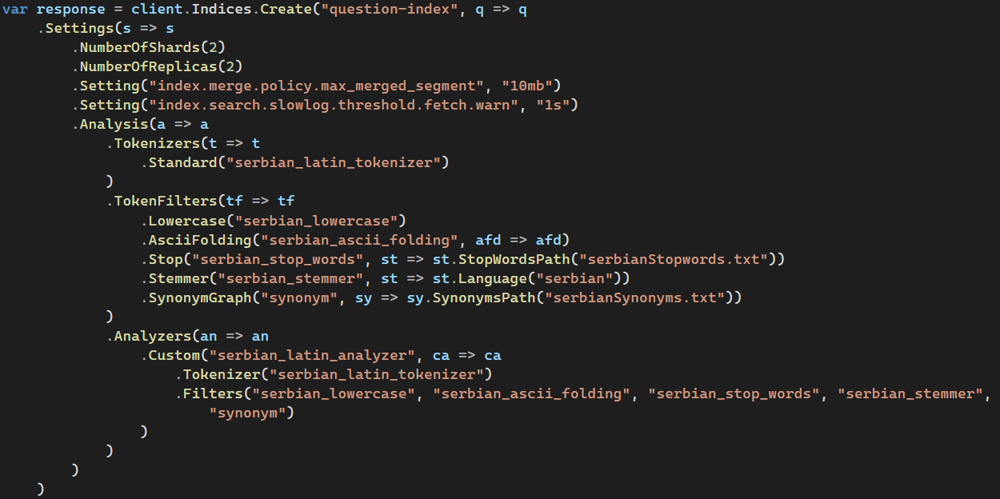 var response = client.Indices.Create("question-index", q => q
    .Settings(s => s
        .NumberOfShards(2)
        .NumberOfReplicas(2)
        .Setting("index.merge.policy.max_merged_segment", "10mb")
        .Setting("index.search.slowlog.threshold.fetch.warn", "1s")
        .Analysis(a => a
            .Tokenizers(t => t
                .Standard("serbian_latin_tokenizer")
            )
            .TokenFilters(tf => tf
                .Lowercase("serbian_lowercase")
                .AsciiFolding("serbian_ascii_folding", afd => afd)
                .Stop("serbian_stop_words", st => st.StopWordsPath("serbianStopwords.txt"))
                .Stemmer("serbian_stemmer", st => st.Language("serbian"))
                .SynonymGraph("synonym", sy => sy.SynonymsPath("serbianSynonyms.txt"))
            )
            .Analyzers(an => an
                .Custom("serbian_latin_analyzer", ca => ca
                    .Tokenizer("serbian_latin_tokenizer")
                    .Filters("serbian_lowercase", "serbian_ascii_folding", "serbian_stop_words", "serbian_stemmer",
                        "synonym")
                )
            )
        )
    )